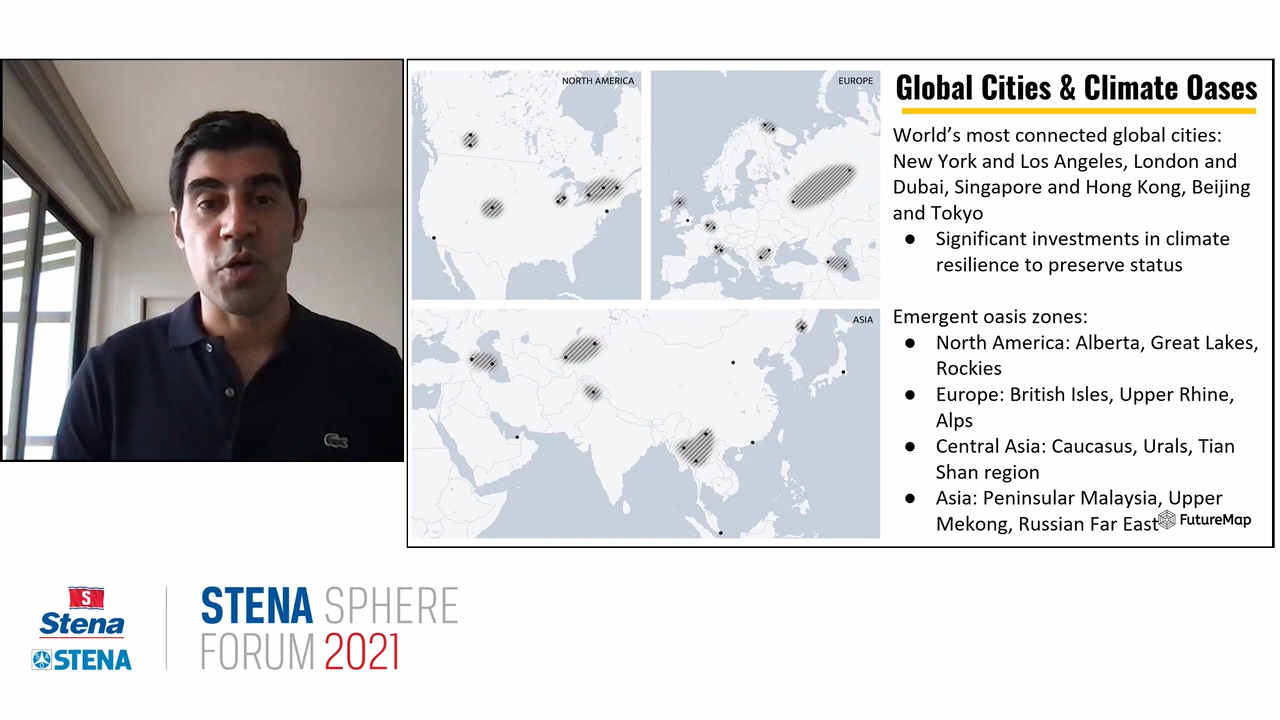 NORTH AMERICA
EUROPE
ASIA
Global Cities & Climate Oases
World's most connected global cities:
New York and Los Angeles, London and
Dubai, Singapore and Hong Kong, Beijing
and Tokyo
● Significant investments in climate
resilience to preserve status
Emergent oasis zones:
● North America: Alberta, Great Lakes,
Rockies
● Europe: British Isles, Upper Rhine,
Alps
● Central Asia: Caucasus, Urals, Tian
Shan region
● Asia: Peninsular Malaysia, Upper
Mekong, Russian Far East
FutureMap
S
Stena
STENA
STENA SPHERE
FORUM 2021